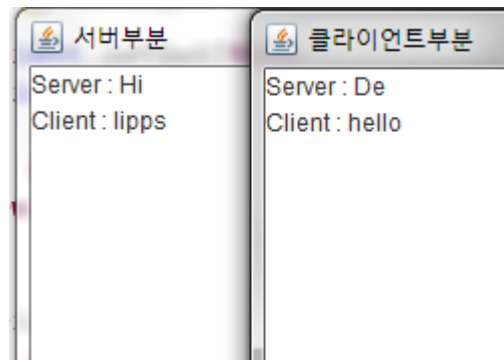 서버부분
Server : Hi
Client : lipps
클라이언트부분
Server : De
Client : hello